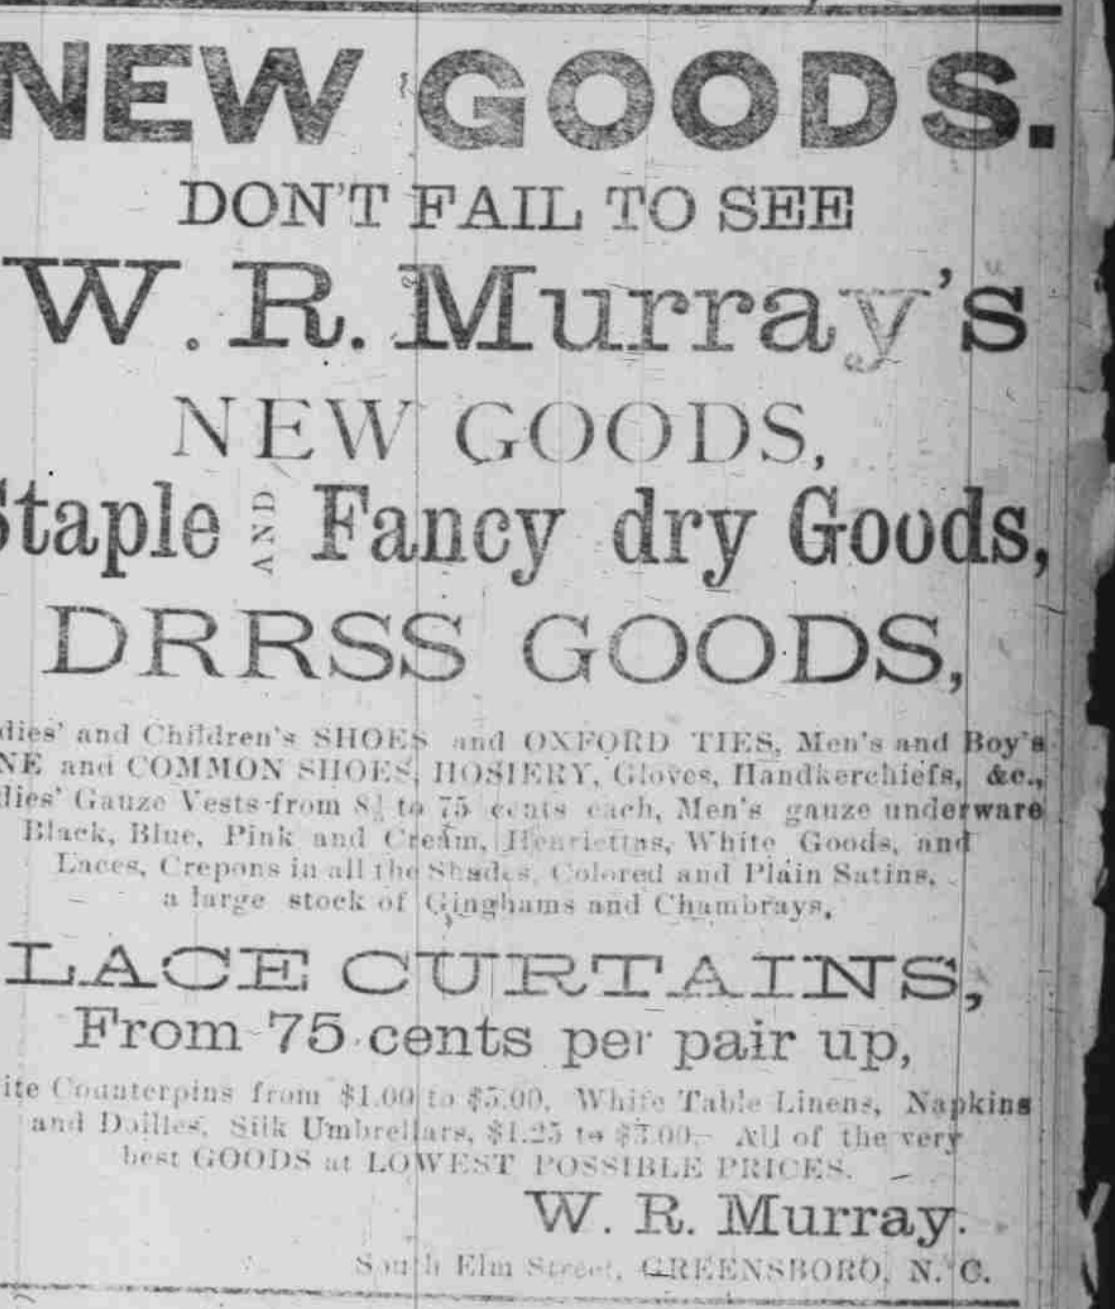 NEW GOODS.
DON'T FAIL TO SEE
W. R. Murray's
NEW GOODS,
Staple AND Fancy dry Goods,
DRRSS GOODS,
dies' and Children's SHOES and OXFORD TIES, Men's and Boy's
NE and COMMON SHOES, HOSIERY, Gloves, Handkerchiefs, &c.,
dies' Gauze Vests from 8½ to 75 cents each, Men's gauze underware
Black, Blue, Pink and Cream, Henriettas, White Goods, and
Laces, Crepons in all the Shades, Colored and Plain Satins,
a large stock of Ginghams and Chambrays,
LACE CURTAINS,
From 75 cents per pair up,
ite Counterpins from $1.00 to $5.00, White Table Linens, Napkins
and Doilies, Silk Umbrellars, $1.25 to $3.00. All of the very
best GOODS at LOWEST POSSIBLE PRICES.
W. R. Murray.
South Elm Street, GREENSBORO, N. C.